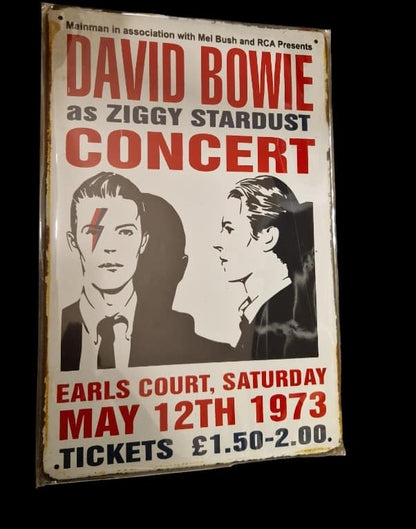 Mainman in association with Mel Bush and RCA Presents
DAVID BOWIE
as ZIGGY STARDUST
CONCERT
EARLS COURT, SATURDAY
MAY 12TH 1973
.TICKETS £1.50-2.00.